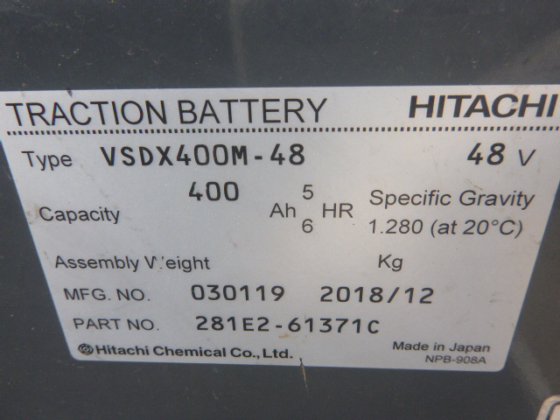 TRACTION BATTERY HITACHI
Type VSDX400M-48 48 V
Capacity 400 Ah 5 HR Specific Gravity
6 1.280 (at 20°C)
Assembly Weight Kg
MFG. NO. 030119 2018/12
PART NO. 281E2-61371C
Hitachi Chemical Co., Ltd. Made in Japan
NPB-908A